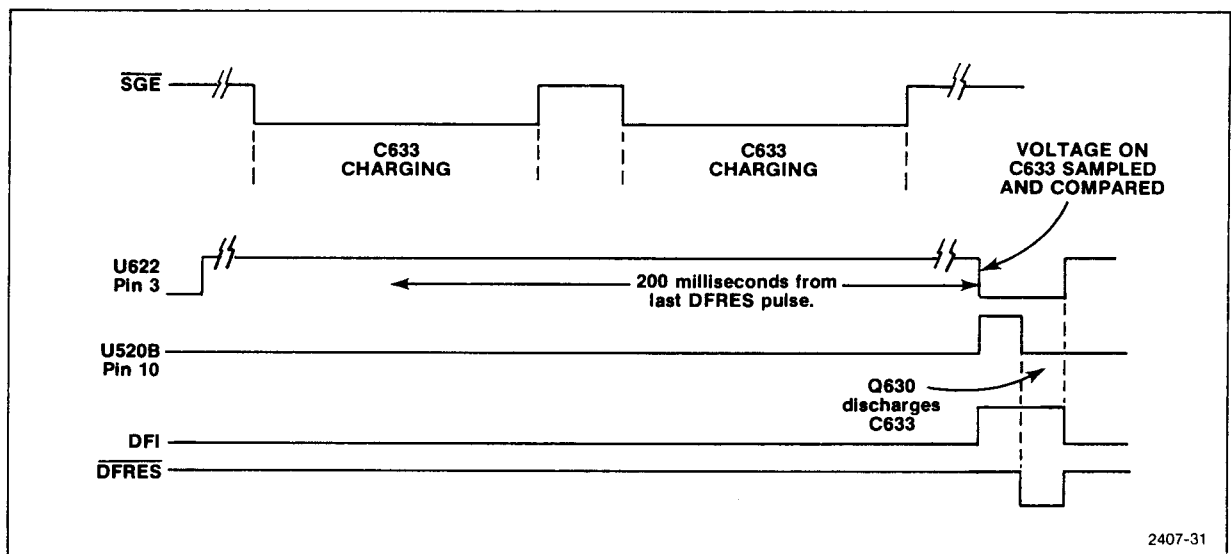 SGE
C633
CHARGING
C633
CHARGING
VOLTAGE ON
C633 SAMPLED
AND COMPARED
U622
Pin 3
200 milliseconds from
last DFRES pulse.
U520B
Pin 10
Q630
discharges
C633
DFI
DFRES
2407-31